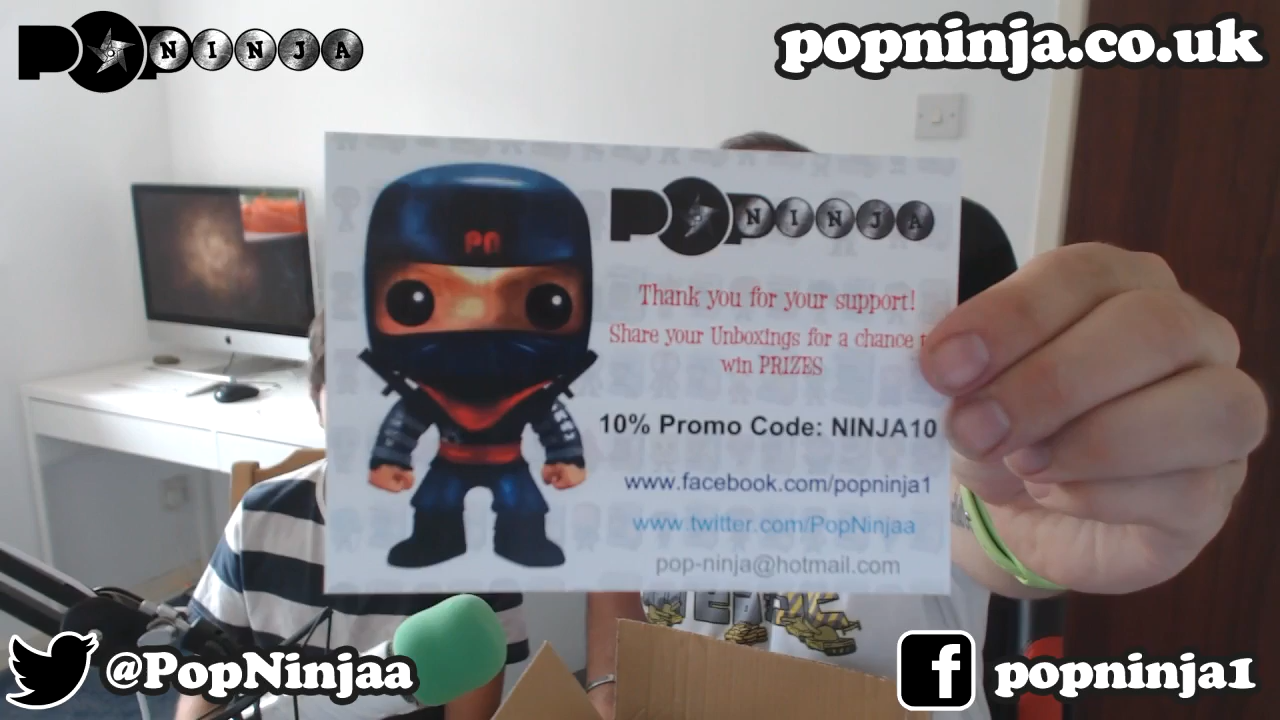 POP NINJA
popninja.co.uk
PN
POP NINJA
Thank you for your support!
Share your Unboxings for a chance
win PRIZES
10% Promo Code: NINJA10
www.facebook.com/popninja1
www.twitter.com/PopNinjaa
pop-ninja@hotmail.com
@PopNinjaa
f popninja1